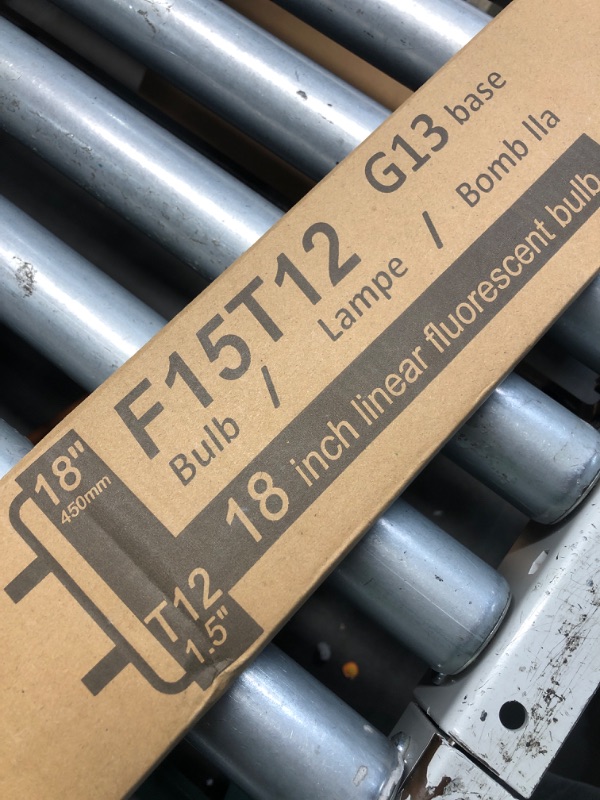 F15T12 G13 base
Bulb / Lampe / Bomb lla
18 inch linear fluorescent bulb
18"
450mm
T12
1.5"